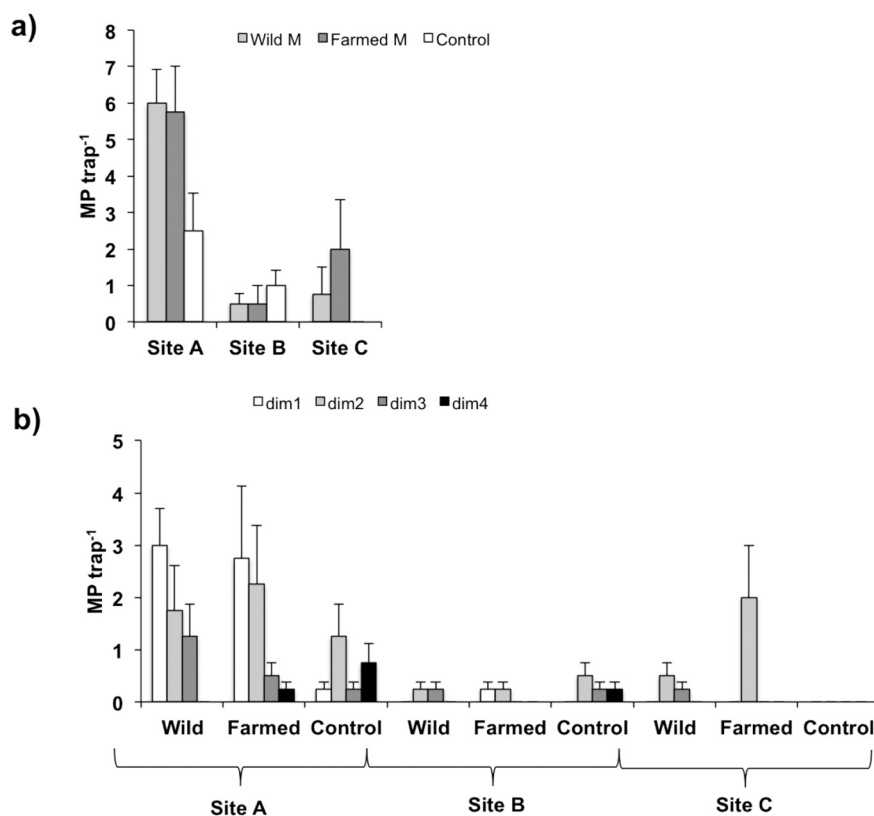 a)
Wild M Farmed M Control
8
7
6
5
4
3
2
1
0
MP trap-1
Site A Site B Site C
b)
dim1 dim2 dim3 dim4
5
4
3
2
1
0
MP trap-1
Wild Farmed Control Wild Farmed Control Wild Farmed Control
Site A Site B Site C